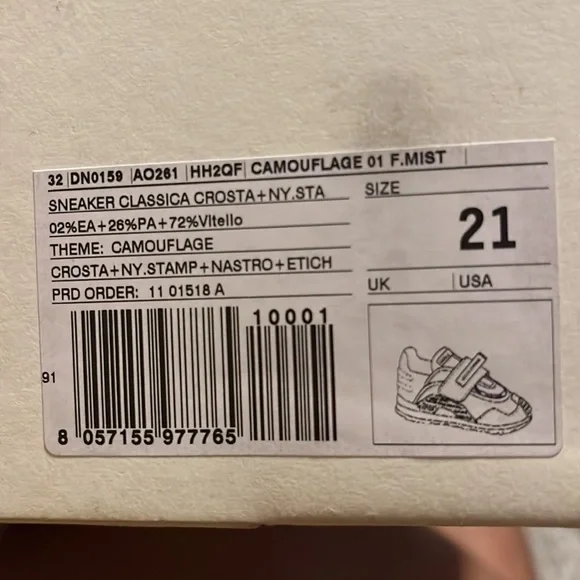 32 DN0159 AO261 HH2QF CAMOUFLAGE 01 F.MIST
SNEAKER CLASSICA CROSTA+NY.STA
02%EA+26%PA+72%Vitello
THEME: CAMOUFLAGE
CROSTA+NY.STAMP+NASTRO+ETICH
PRD ORDER: 11 01518 A
SIZE
21
UK USA
10001
91
8 057155 977765